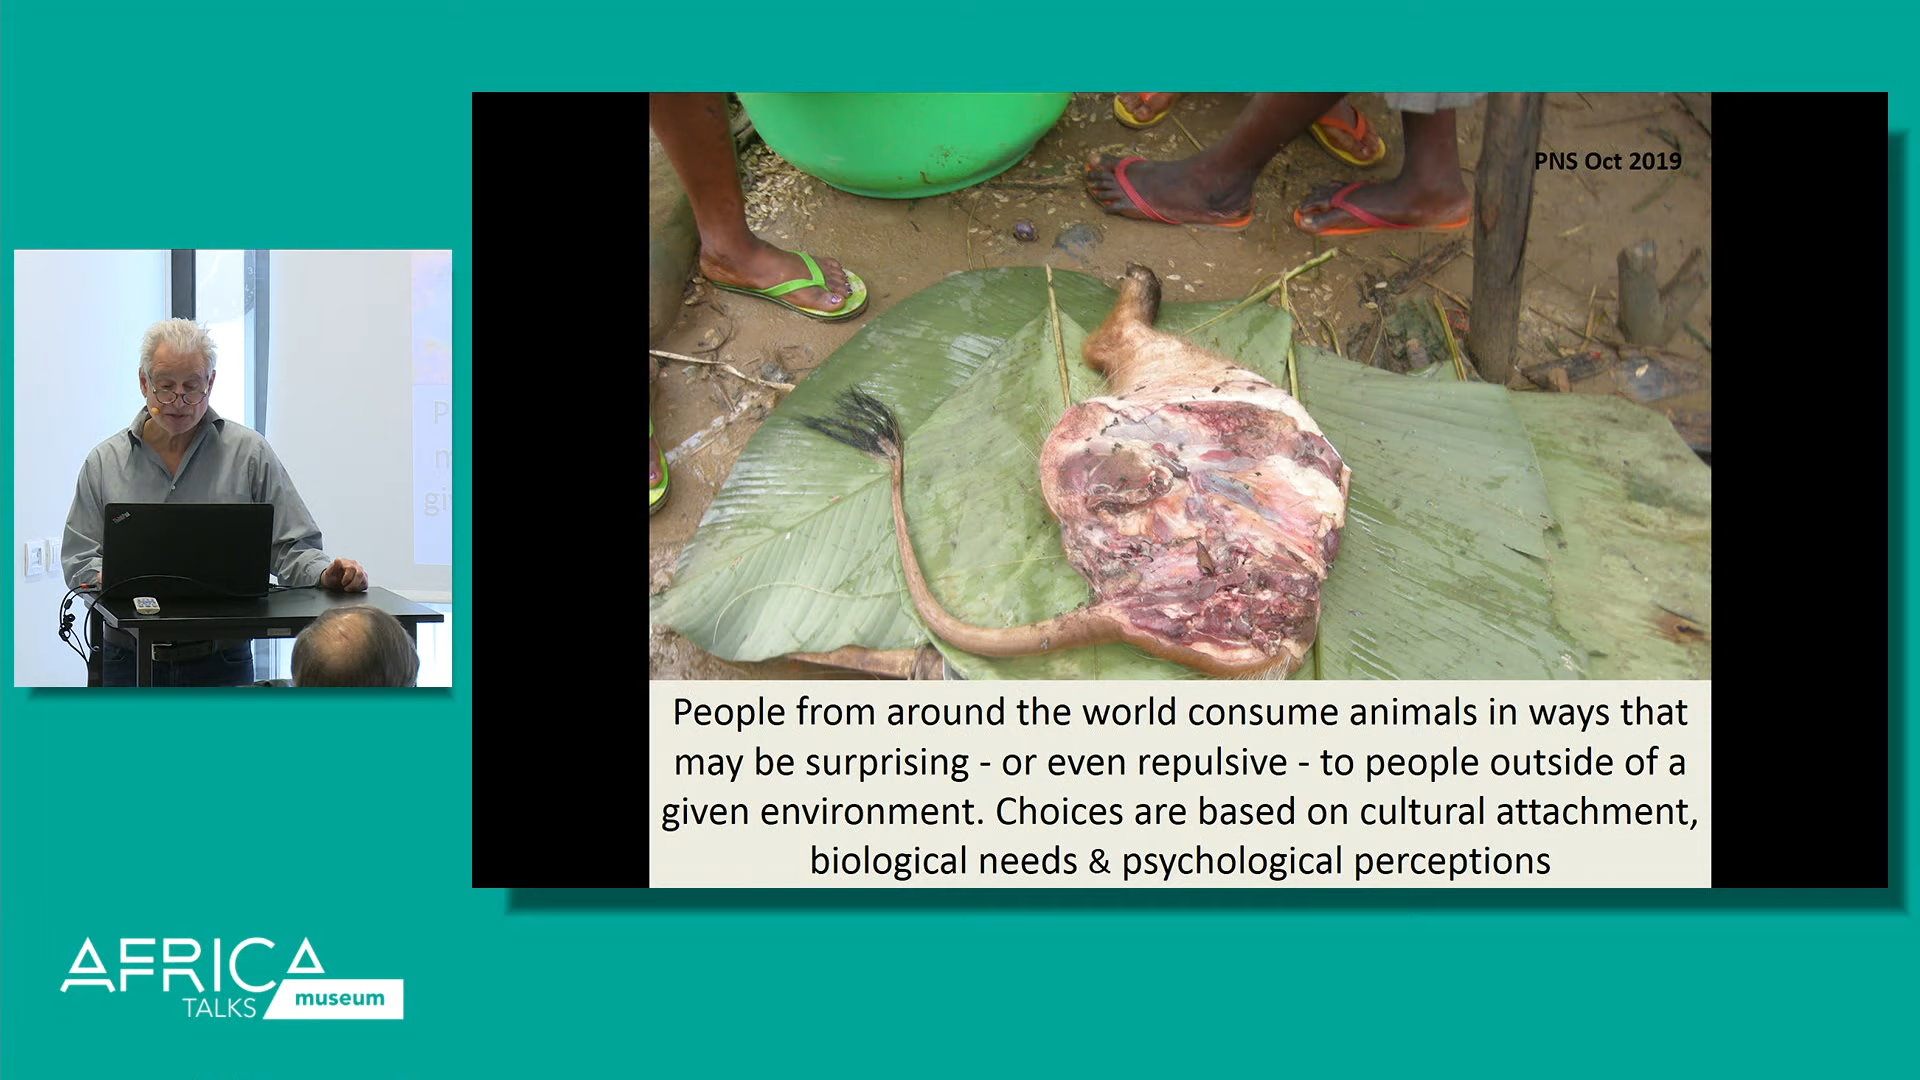 PNS Oct 2019
People from around the world consume animals in ways that
may be surprising - or even repulsive - to people outside of a
given environment. Choices are based on cultural attachment,
biological needs & psychological perceptions
P
m
gi
ThinkPad
AFRICA
TALKS museum